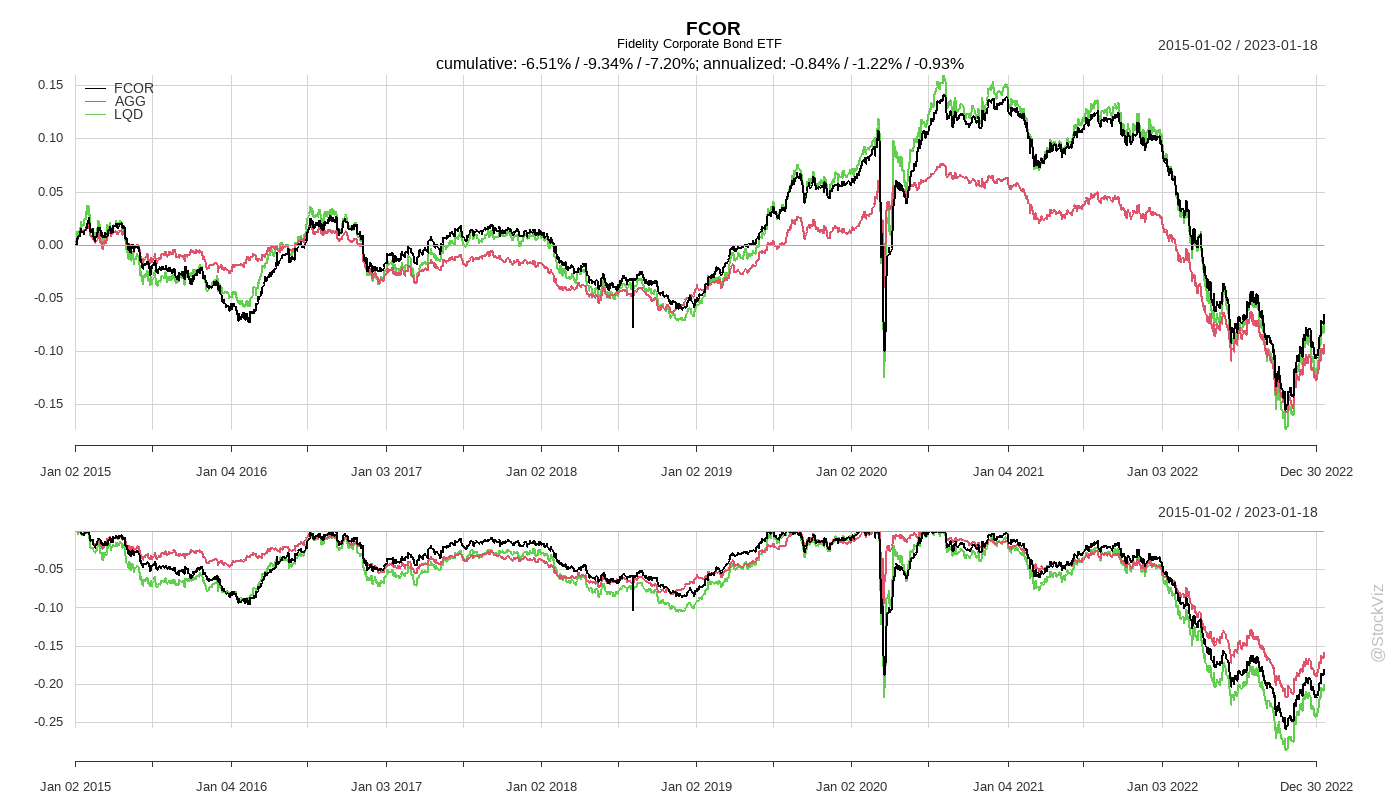 FCOR
Fidelity Corporate Bond ETF
2015-01-02 / 2023-01-18
cumulative: -6.51% / -9.34% / -7.20%; annualized: -0.84% / -1.22% / -0.93%
FCOR
AGG
LQD
0.15
0.10
0.05
0.00
-0.05
-0.10
-0.15
Jan 02 2015 Jan 04 2016 Jan 03 2017 Jan 02 2018 Jan 02 2019 Jan 02 2020 Jan 04 2021 Jan 03 2022 Dec 30 2022
2015-01-02 / 2023-01-18
-0.05
-0.10
-0.15
-0.20
-0.25
Jan 02 2015 Jan 04 2016 Jan 03 2017 Jan 02 2018 Jan 02 2019 Jan 02 2020 Jan 04 2021 Jan 03 2022 Dec 30 2022
@StockViz